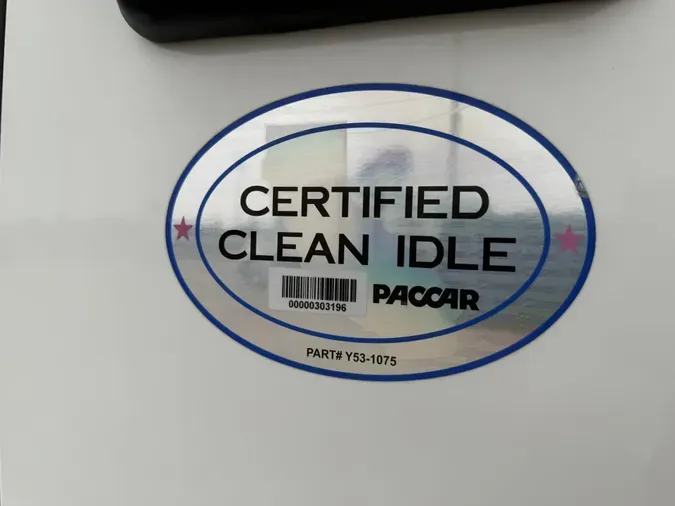 CERTIFIED
CLEAN IDLE
00000303196
PACCAR
PART# Y53-1075